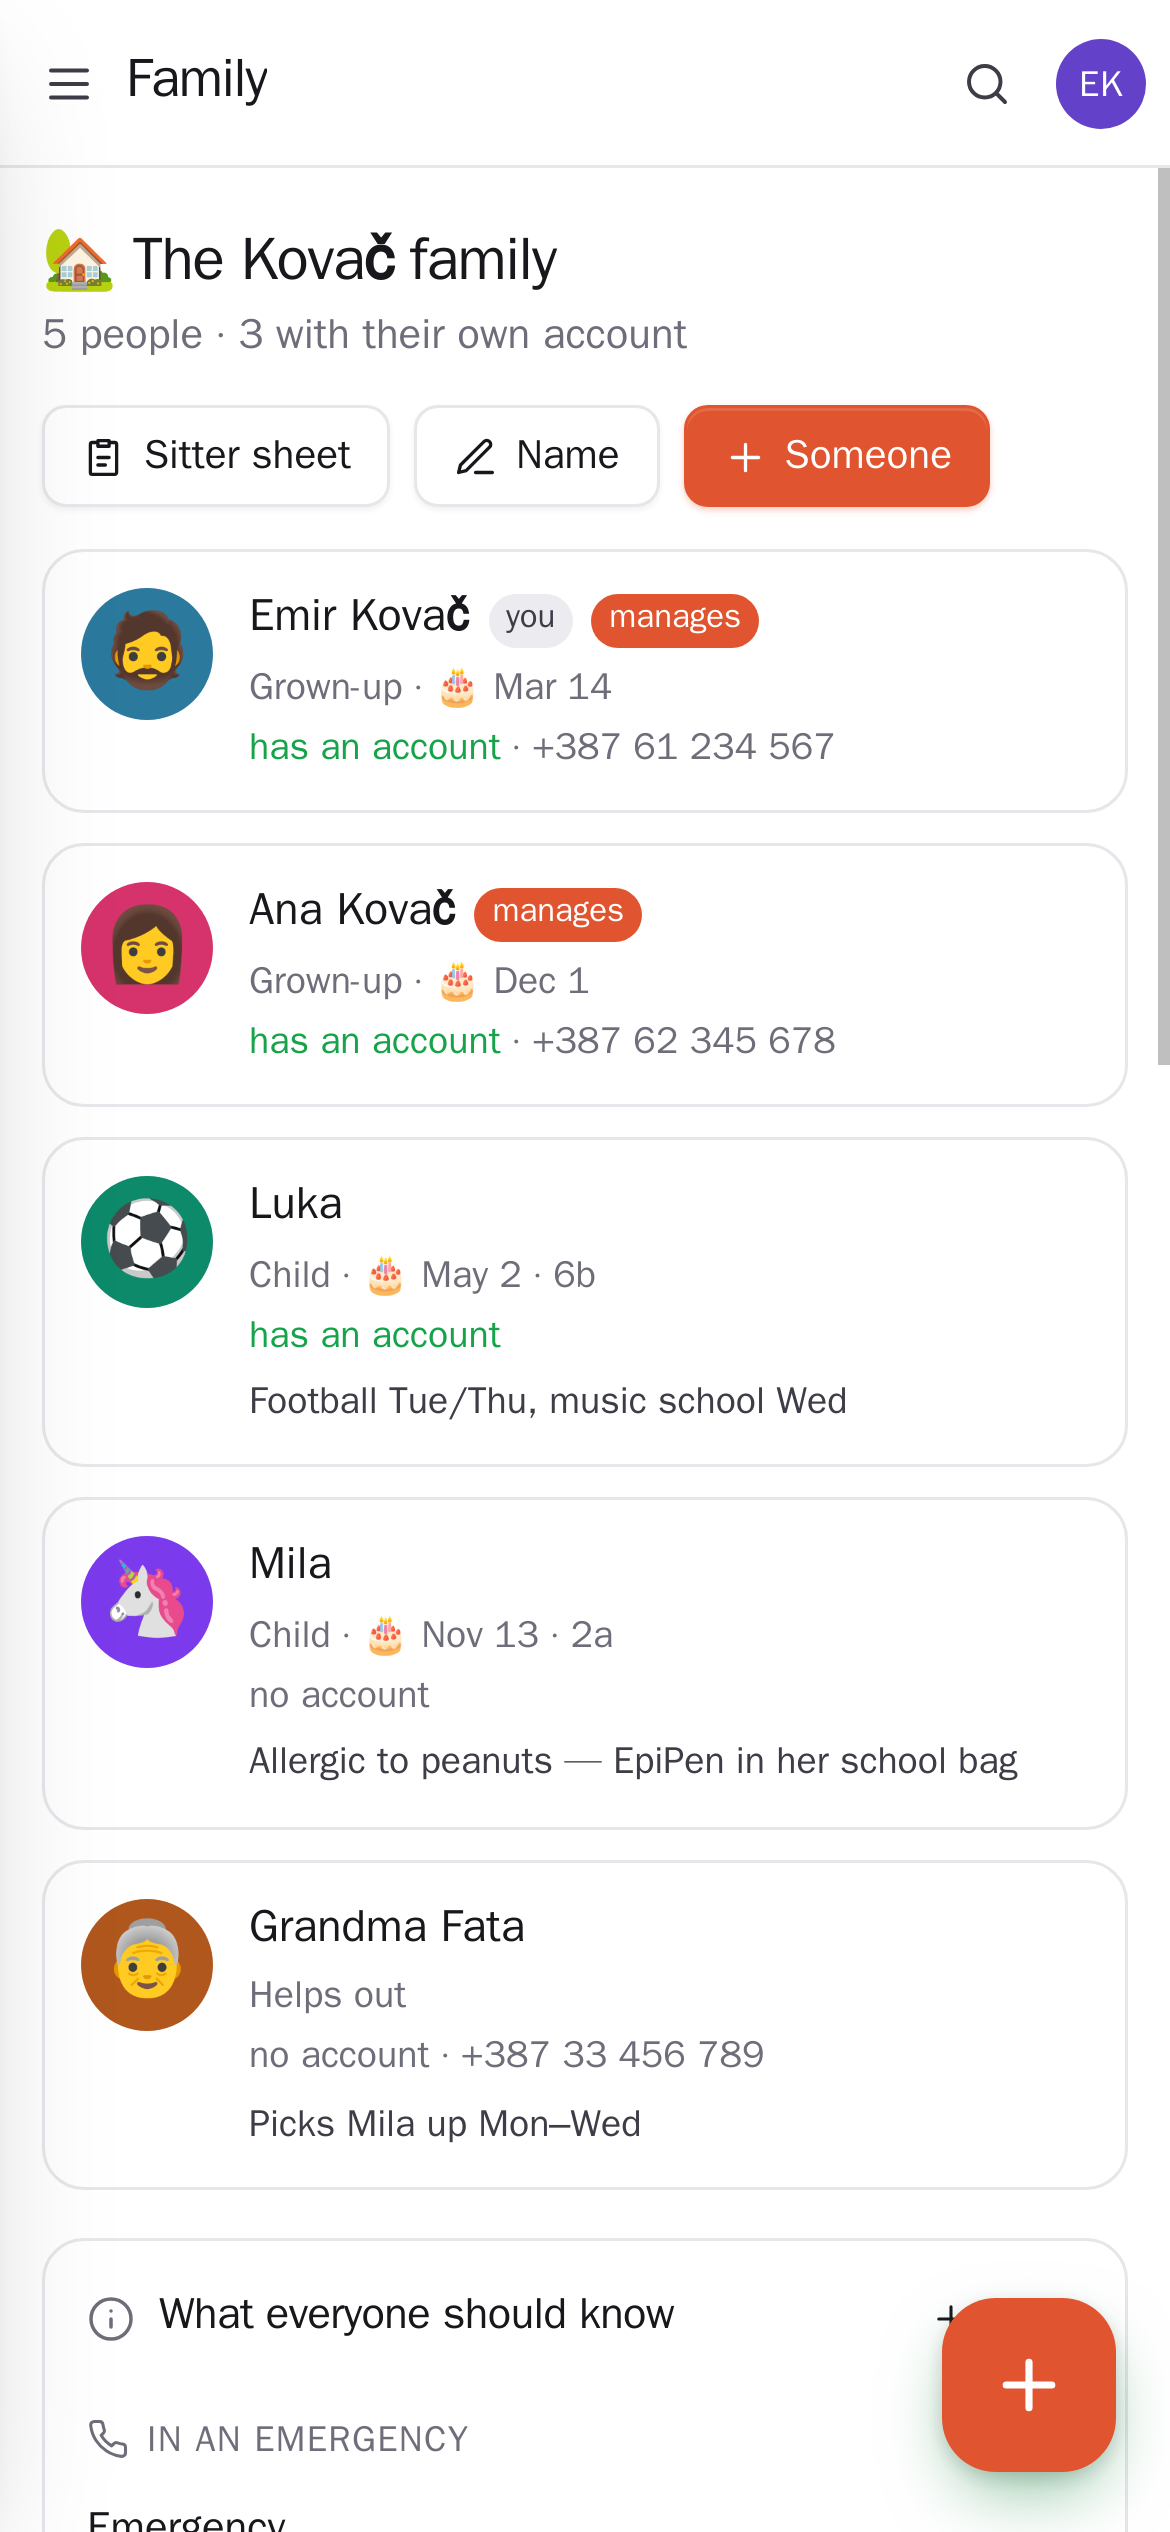 Family
EK
The Kovač family
5 people · 3 with their own account
Sitter sheet
Name
Someone
Emir Kovač you manages
Grown-up · Mar 14
has an account · +387 61 234 567
Ana Kovač manages
Grown-up · Dec 1
has an account · +387 62 345 678
Luka
Child · May 2 · 6b
has an account
Football Tue/Thu, music school Wed
Mila
Child · Nov 13 · 2a
no account
Allergic to peanuts — EpiPen in her school bag
Grandma Fata
Helps out
no account · +387 33 456 789
Picks Mila up Mon–Wed
What everyone should know
IN AN EMERGENCY
Emergency